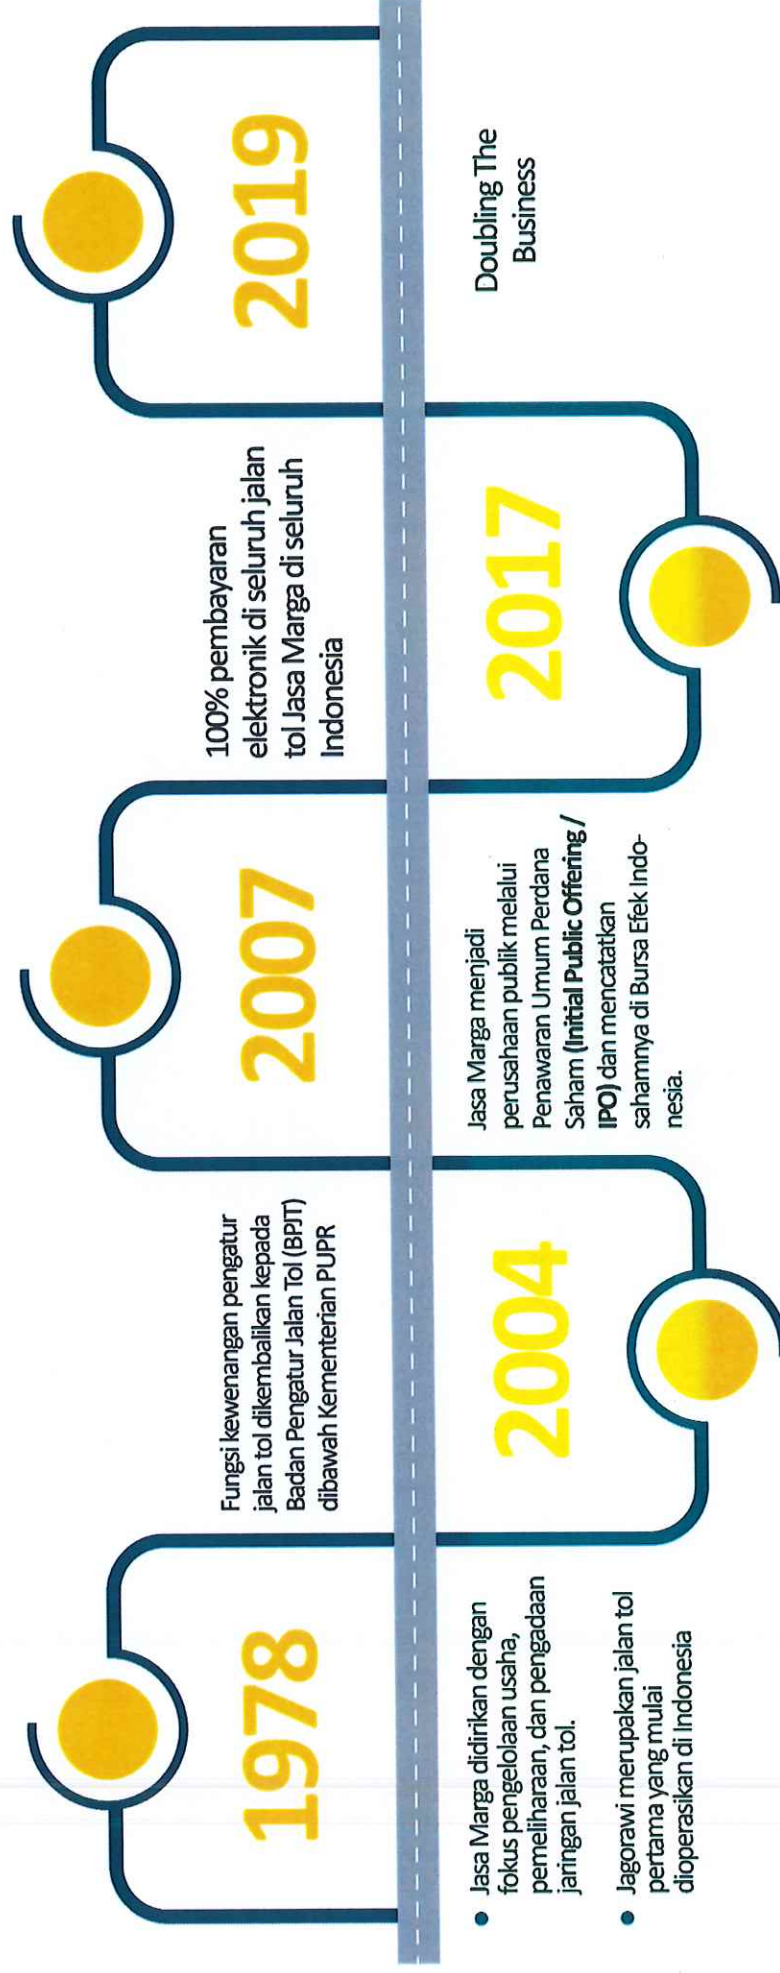 1978
● Jasa Marga didirikan dengan
fokus pengelolaan usaha,
pemeliharaan, dan pengadaan
jaringan jalan tol.
● Jagorawi merupakan jalan tol
pertama yang mulai
dioperasikan di Indonesia
Fungsi kewenangan pengatur
jalan tol dikembalikan kepada
Badan Pengatur Jalan Tol (BPJT)
dibawah Kementerian PUPR
2004
2007
Jasa Marga menjadi
perusahaan publik melalui
Penawaran Umum Perdana
Saham (Initial Public Offering /
IPO) dan mencatatkan
sahamnya di Bursa Efek Indo-
nesia.
100% pembayaran
elektronik di seluruh jalan
tol Jasa Marga di seluruh
Indonesia
2017
2019
Doubling The
Business